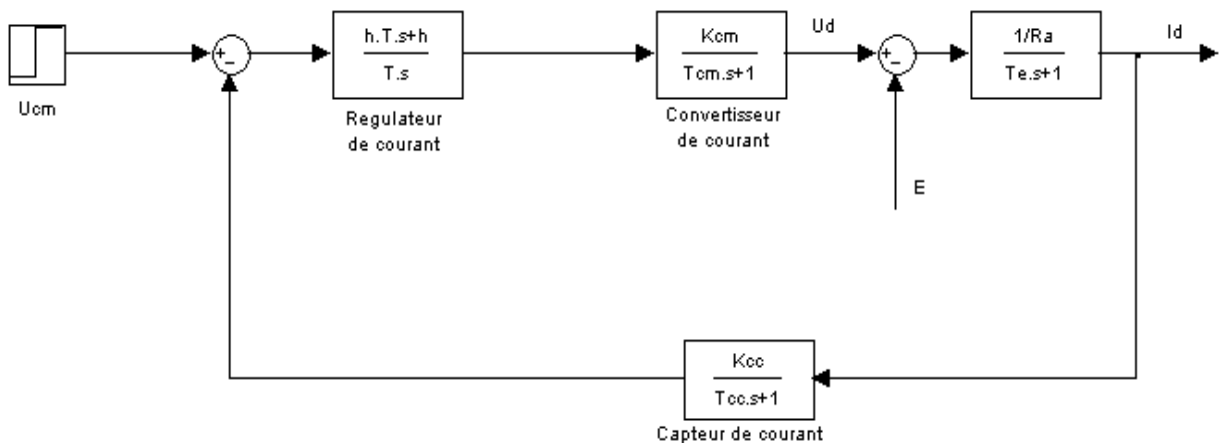 h.T.s+h
T.s
Kcm
Tcm.s+1
Ud
1/Ra
Te.s+1
Id
+
-
+
-
Ucm
Regulateur
de courant
Convertisseur
de courant
E
Kcc
Tcc.s+1
Capteur de courant